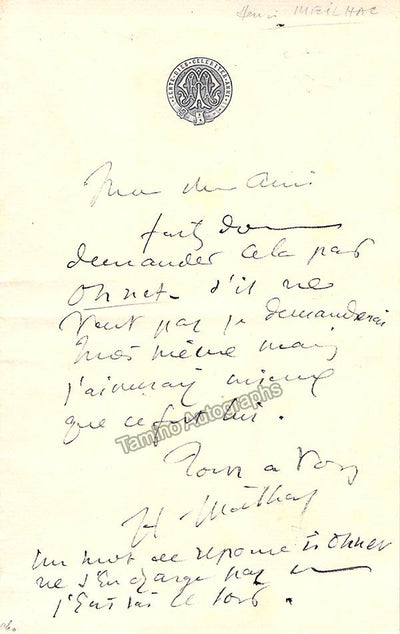 Henri MEILHAC
Mon cher Ami
faites donc
demander cela par
Ohnet. s'il ne
veut pas je demanderai
moi même mais
j'aimerais mieux
que ce fut lui.
Tout a vous
H Meilhac
un mot de réponse si Ohnet
ne s'en charge pas
j'Ecrirai ce soir.
Tamino Autographs